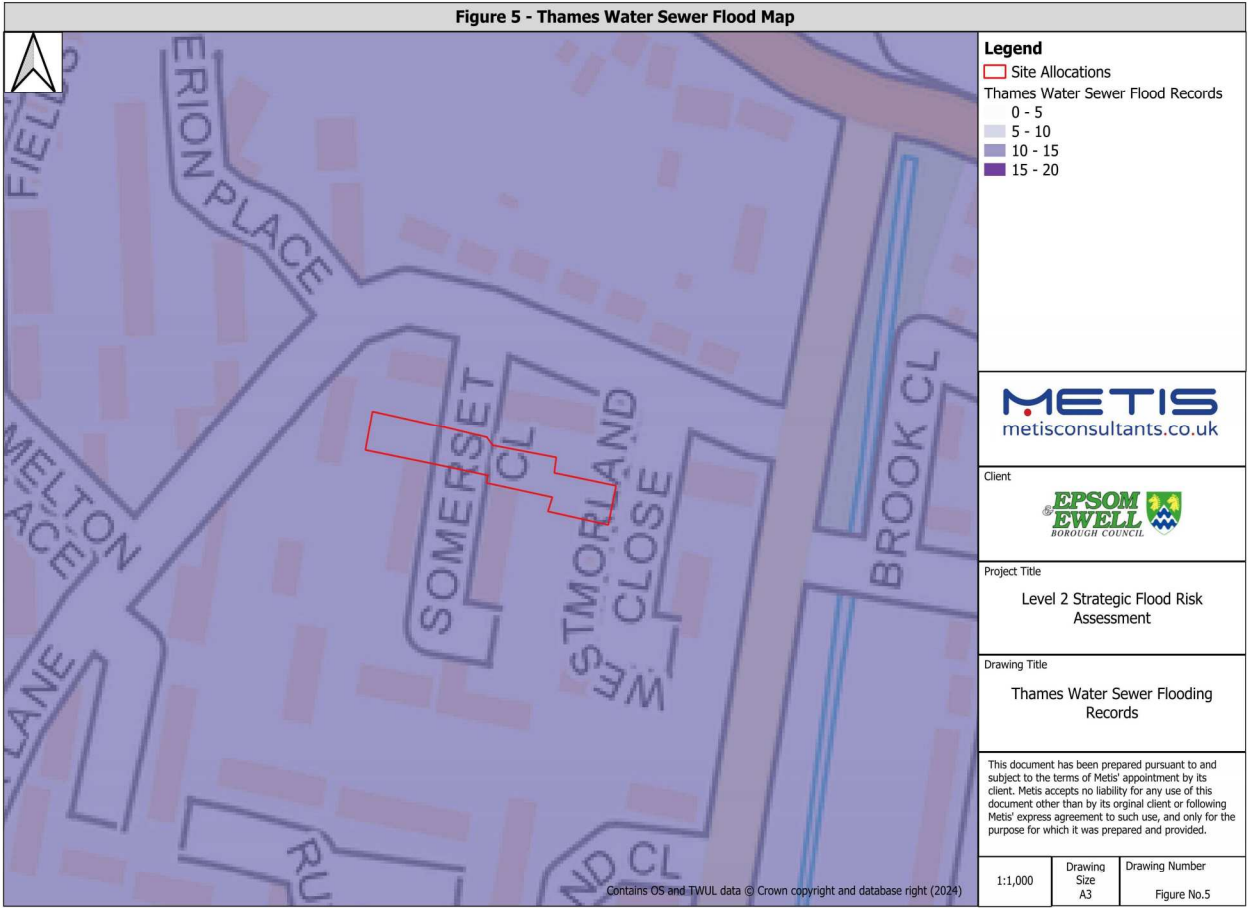 Figure 5 - Thames Water Sewer Flood Map
FIELDS
ERION PLACE
MELTON
ACE
LANE
SOMERSET
CL
WESTMORLAND
CLOSE
BROOK CL
RU
ND CL
Contains OS and TWUL data © Crown copyright and database right (2024)
Legend
Site Allocations
Thames Water Sewer Flood Records
0 - 5
5 - 10
10 - 15
15 - 20
METIS
metisconsultants.co.uk
Client
EPSOM
& EWELL
BOROUGH COUNCIL
Project Title
Level 2 Strategic Flood Risk
Assessment
Drawing Title
Thames Water Sewer Flooding
Records
This document has been prepared pursuant to and
subject to the terms of Metis' appointment by its
client. Metis accepts no liability for any use of this
document other than by its orginal client or following
Metis' express agreement to such use, and only for the
purpose for which it was prepared and provided.
1:1,000
Drawing
Size
A3
Drawing Number
Figure No.5